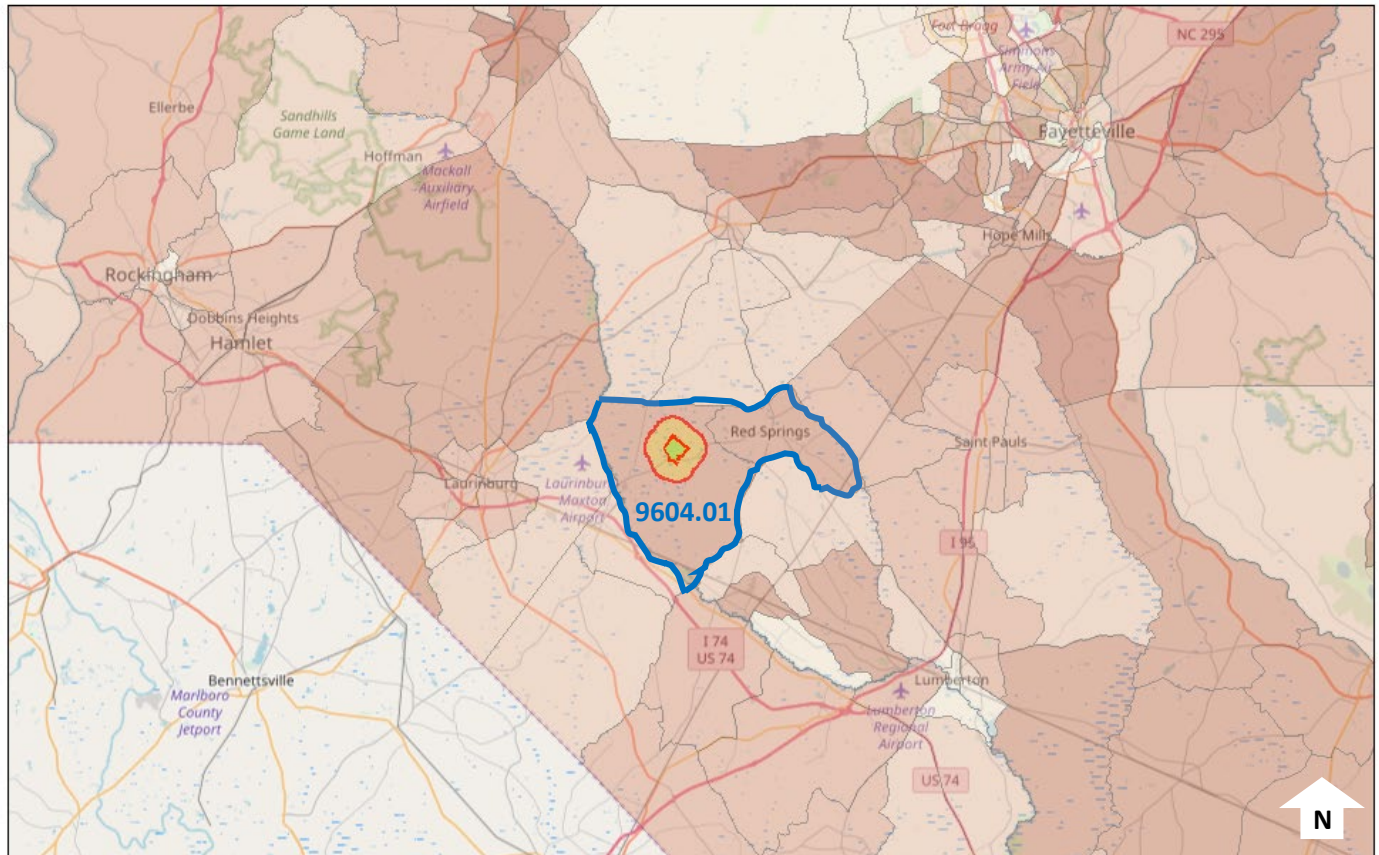 Fort Bragg
Simmons
Army Air
Field
NC 295
Ellerbe
Sandhills
Game Land
Fayetteville
Hoffman
Mackall
Auxiliary
Airfield
Hope Mills
Rockingham
Dobbins Heights
Hamlet
Red Springs
Saint Pauls
Laurinburg
Laurinburg
Maxton
Airport
9604.01
I 95
I 74
US 74
Bennettsville
Marlboro
County
Jetport
Lumberton
Lumberton
Regional
Airport
US 74
N